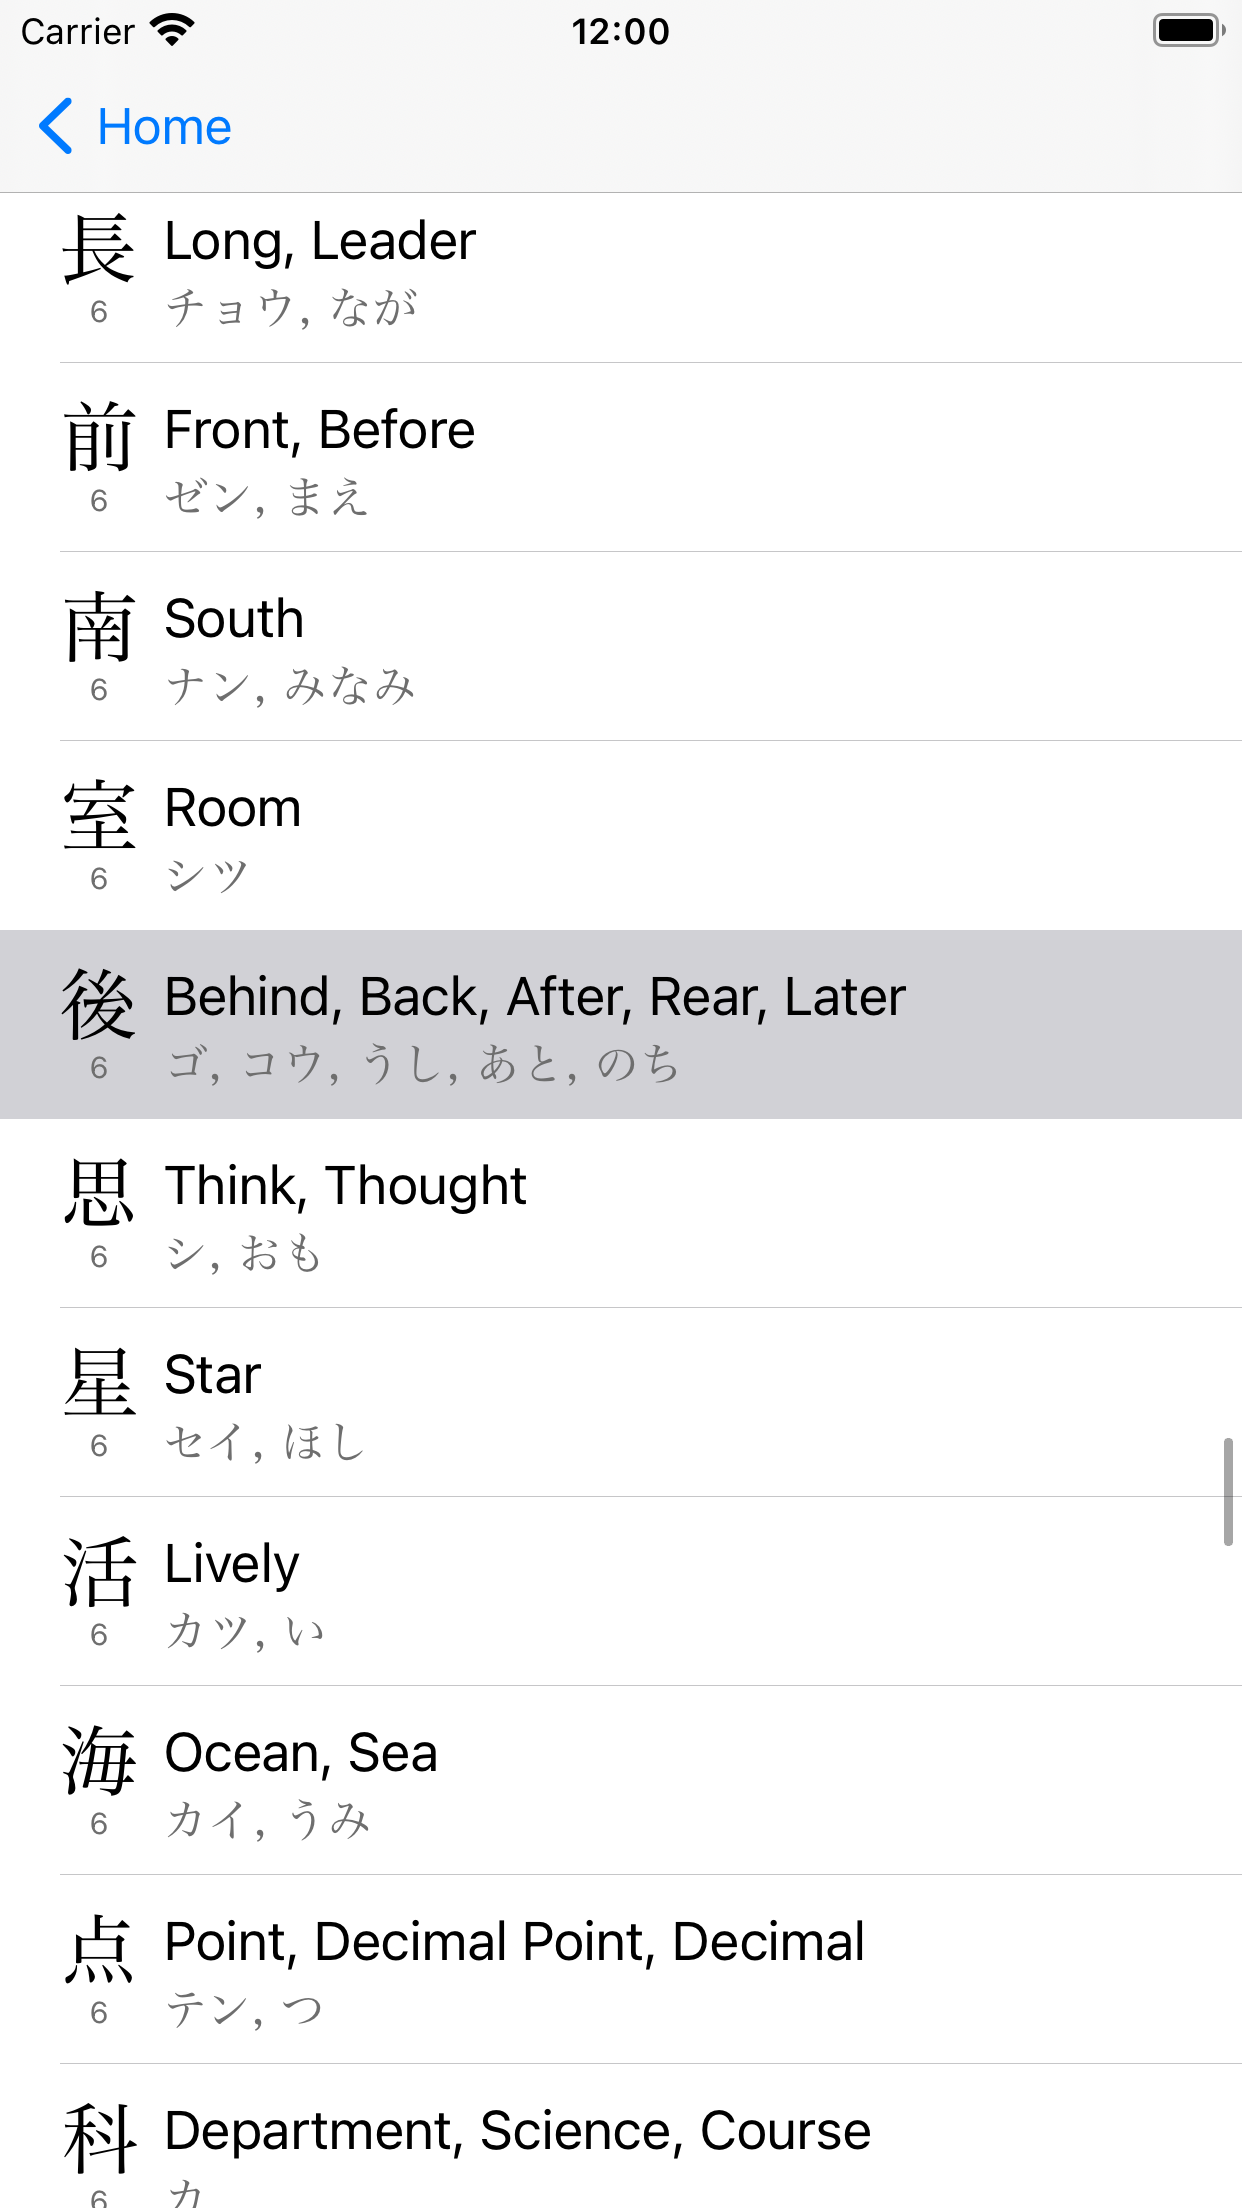 Carrier 12:00
Home
長 Long, Leader
6 チョウ, なが
前 Front, Before
6 ゼン, まえ
南 South
6 ナン, みなみ
室 Room
6 シツ
後 Behind, Back, After, Rear, Later
6 ゴ, コウ, うし, あと, のち
思 Think, Thought
6 シ, おも
星 Star
6 セイ, ほし
活 Lively
6 カツ, い
海 Ocean, Sea
6 カイ, うみ
点 Point, Decimal Point, Decimal
6 テン, つ
科 Department, Science, Course
6 カ